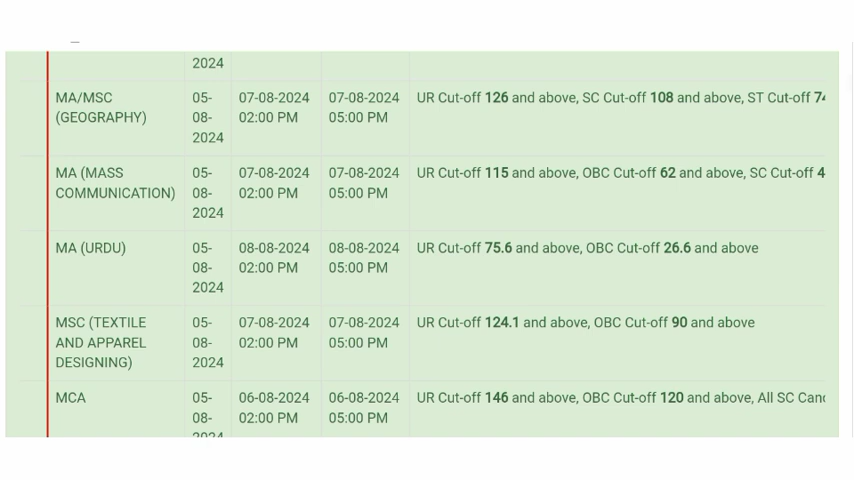 2024
MA/MSC (GEOGRAPHY) 05-08-2024 07-08-2024 02:00 PM 07-08-2024 05:00 PM UR Cut-off 126 and above, SC Cut-off 108 and above, ST Cut-off
MA (MASS COMMUNICATION) 05-08-2024 07-08-2024 02:00 PM 07-08-2024 05:00 PM UR Cut-off 115 and above, OBC Cut-off 62 and above, SC Cut-off 4
MA (URDU) 05-08-2024 08-08-2024 02:00 PM 08-08-2024 05:00 PM UR Cut-off 75.6 and above, OBC Cut-off 26.6 and above
MSC (TEXTILE AND APPAREL DESIGNING) 05-08-2024 07-08-2024 02:00 PM 07-08-2024 05:00 PM UR Cut-off 124.1 and above, OBC Cut-off 90 and above
MCA 05-08-2024 06-08-2024 02:00 PM 06-08-2024 05:00 PM UR Cut-off 146 and above, OBC Cut-off 120 and above, All SC